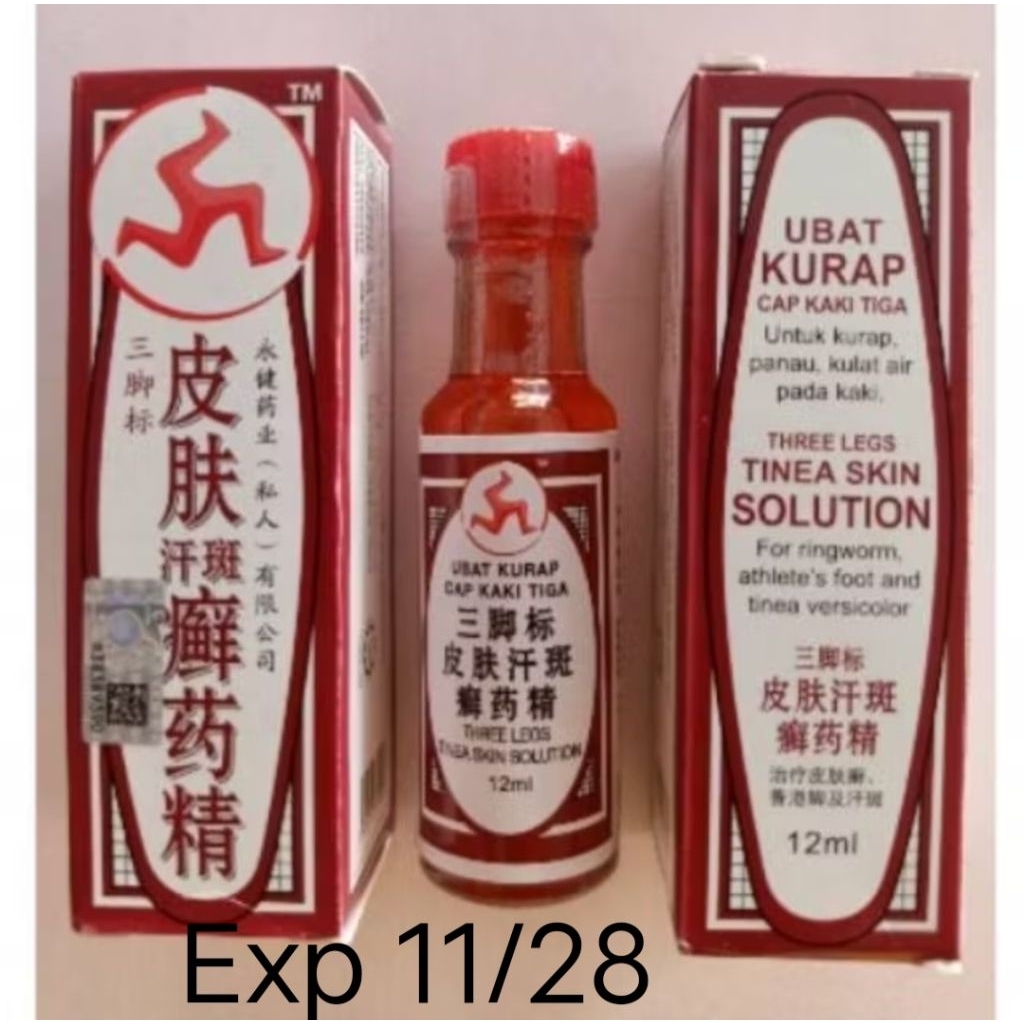 TM
三脚标
皮肤汗斑癣药精
永健药业（私人）有限公司
UBAT KURAP
CAP KAKI TIGA
三脚标
皮肤汗斑
癣药精
THREE LEGS
TINEA SKIN SOLUTION
12ml
UBAT
KURAP
CAP KAKI TIGA
Untuk kurap,
panau, kulat air
pada kaki.
THREE LEGS
TINEA SKIN
SOLUTION
For ringworm,
athlete's foot and
tinea versicolor
三脚标
皮肤汗斑
癣药精
治疗皮肤癣、
香港脚及汗斑
12ml
Exp 11/28